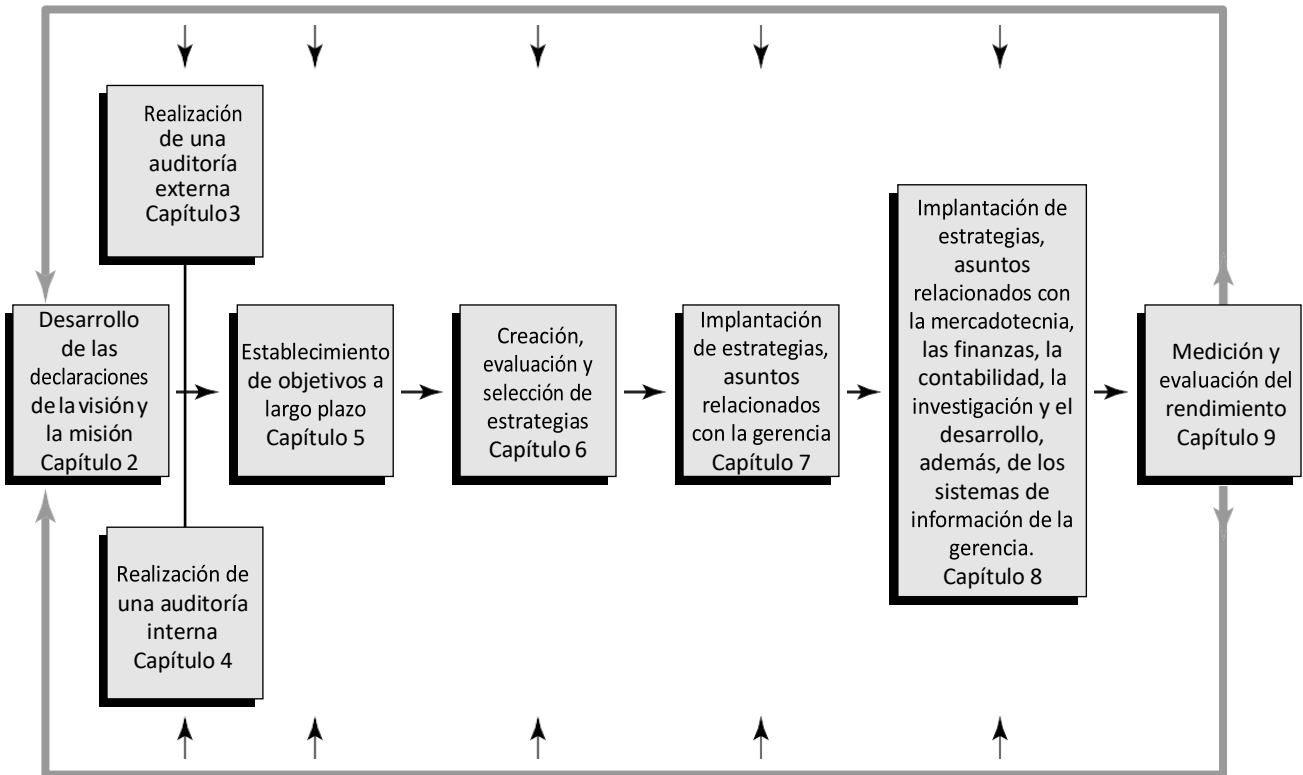 Realización
de una
auditoría
externa
Capítulo 3
Desarrollo
de las
declaraciones
de la visión y
la misión
Capítulo 2
Realización de
una auditoría
interna
Capítulo 4
Establecimiento
de objetivos a
largo plazo
Capítulo 5
Creación,
evaluación y
selección de
estrategias
Capítulo 6
Implantación
de estrategias,
asuntos
relacionados
con la gerencia
Capítulo 7
Implantación de
estrategias,
asuntos
relacionados con
la mercadotecnia,
las finanzas, la
contabilidad, la
investigación y el
desarrollo,
además, de los
sistemas de
información de la
gerencia.
Capítulo 8
Medición y
evaluación del
rendimiento
Capítulo 9